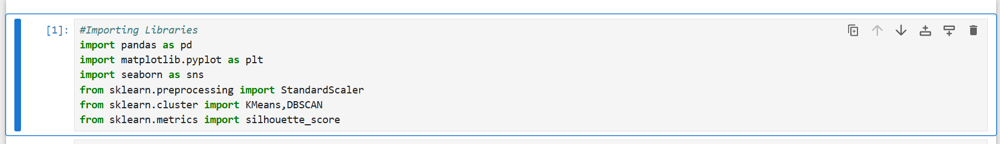 [1]: #Importing Libraries
import pandas as pd
import matplotlib.pyplot as plt
import seaborn as sns
from sklearn.preprocessing import StandardScaler
from sklearn.cluster import KMeans,DBSCAN
from sklearn.metrics import silhouette_score